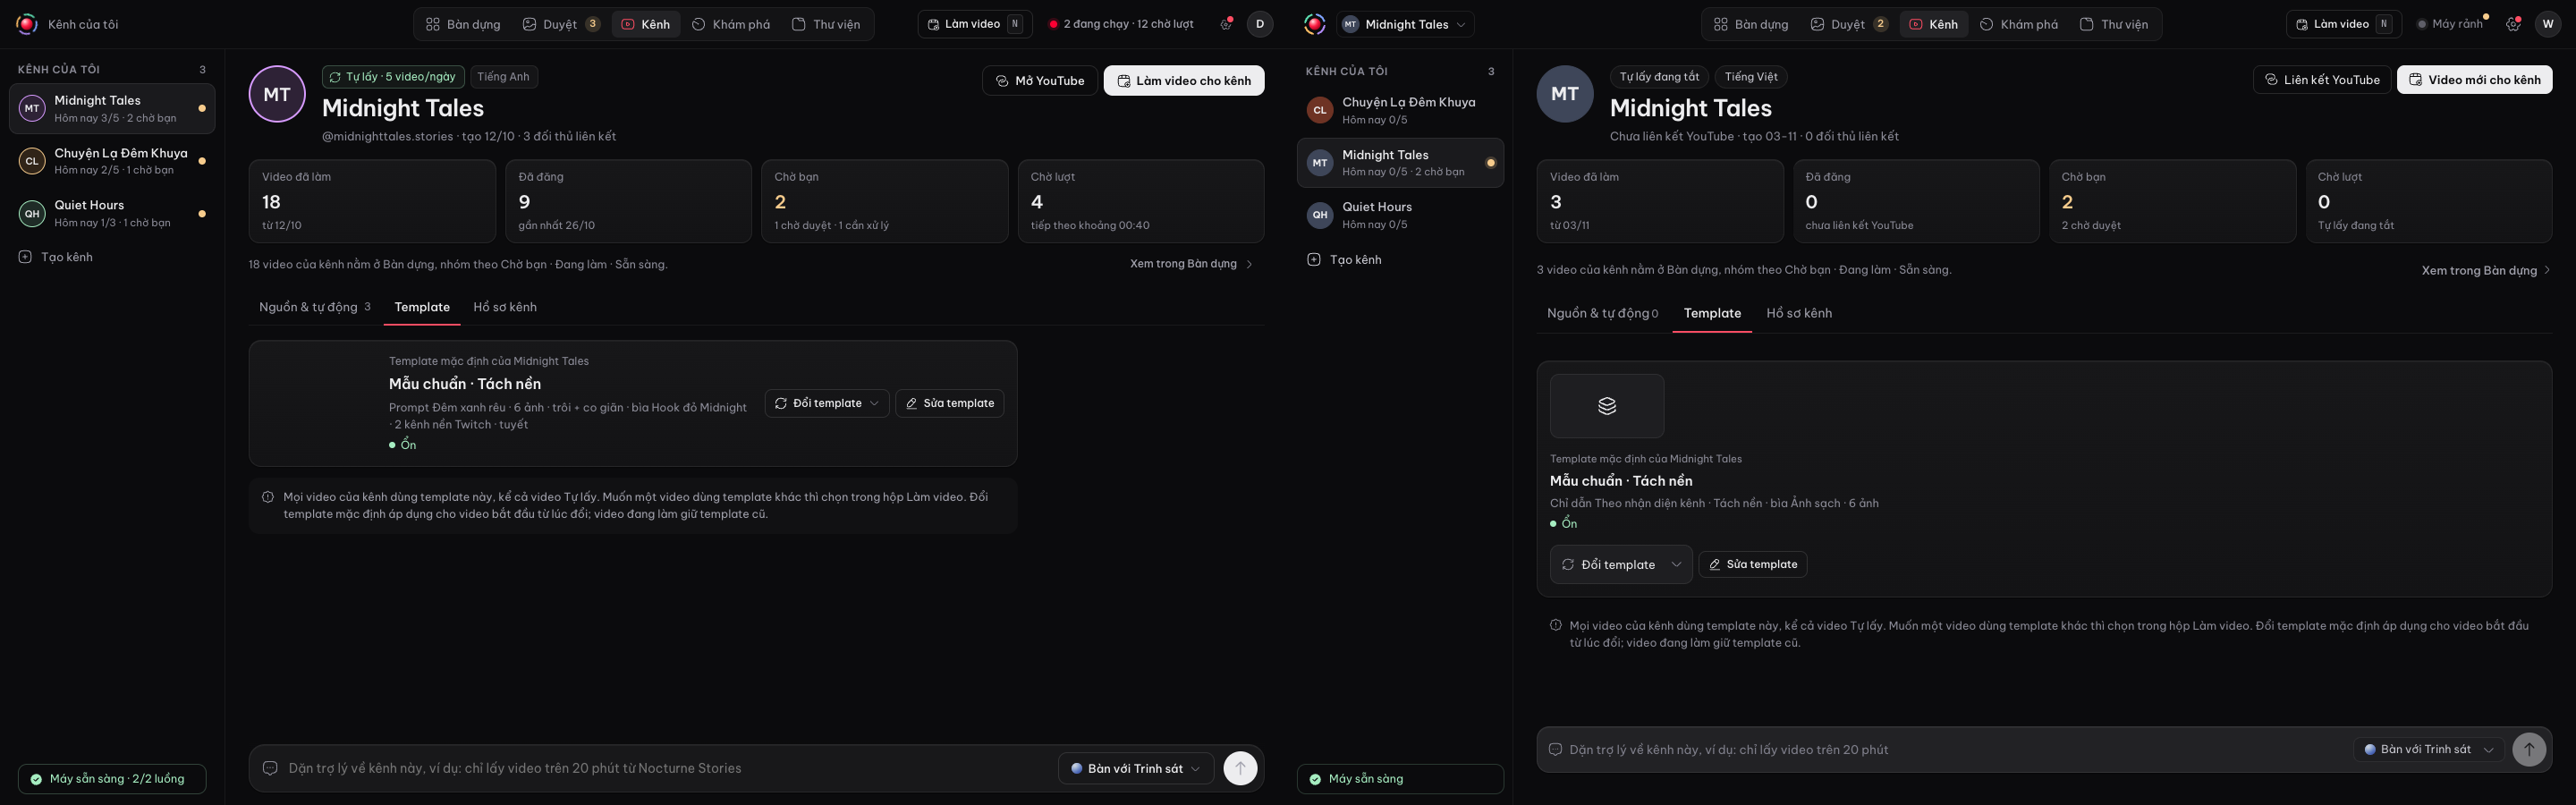 Kênh của tôi
Bàn dựng
Duyệt 3
Kênh
Khám phá
Thư viện
Làm video N
2 đang chạy · 12 chờ lượt
D
KÊNH CỦA TÔI 3
MT
Midnight Tales
Hôm nay 3/5 · 2 chờ bạn
CL
Chuyện Lạ Đêm Khuya
Hôm nay 2/5 · 1 chờ bạn
QH
Quiet Hours
Hôm nay 1/3 · 1 chờ bạn
Tạo kênh
Máy sẵn sàng · 2/2 luồng
MT
Tự lấy · 5 video/ngày
Tiếng Anh
Midnight Tales
@midnighttales.stories · tạo 12/10 · 3 đối thủ liên kết
Mở YouTube
Làm video cho kênh
Video đã làm
18
từ 12/10
Đã đăng
9
gần nhất 26/10
Chờ bạn
2
1 chờ duyệt · 1 cần xử lý
Chờ lượt
4
tiếp theo khoảng 00:40
18 video của kênh nằm ở Bàn dựng, nhóm theo Chờ bạn · Đang làm · Sẵn sàng.
Xem trong Bàn dựng
Nguồn & tự động 3
Template
Hồ sơ kênh
Template mặc định của Midnight Tales
Mẫu chuẩn · Tách nền
Prompt Đêm xanh rêu · 6 ảnh · trôi + co giãn · bìa Hook đỏ Midnight
· 2 kênh nền Twitch · tuyết
Ổn
Đổi template
Sửa template
Mọi video của kênh dùng template này, kể cả video Tự lấy. Muốn một video dùng template khác thì chọn trong hộp Làm video. Đổi
template mặc định áp dụng cho video bắt đầu từ lúc đổi; video đang làm giữ template cũ.
Dặn trợ lý về kênh này, ví dụ: chỉ lấy video trên 20 phút từ Nocturne Stories
Bàn với Trinh sát
MT Midnight Tales
Bàn dựng
Duyệt 2
Kênh
Khám phá
Thư viện
Làm video N
Máy rảnh
W
KÊNH CỦA TÔI 3
CL
Chuyện Lạ Đêm Khuya
Hôm nay 0/5
MT
Midnight Tales
Hôm nay 0/5 · 2 chờ bạn
QH
Quiet Hours
Hôm nay 0/5
Tạo kênh
Máy sẵn sàng
MT
Tự lấy đang tắt
Tiếng Việt
Midnight Tales
Chưa liên kết YouTube · tạo 03-11 · 0 đối thủ liên kết
Liên kết YouTube
Video mới cho kênh
Video đã làm
3
từ 03/11
Đã đăng
0
chưa liên kết YouTube
Chờ bạn
2
2 chờ duyệt
Chờ lượt
0
Tự lấy đang tắt
3 video của kênh nằm ở Bàn dựng, nhóm theo Chờ bạn · Đang làm · Sẵn sàng.
Xem trong Bàn dựng
Nguồn & tự động 0
Template
Hồ sơ kênh
Template mặc định của Midnight Tales
Mẫu chuẩn · Tách nền
Chỉ dẫn Theo nhận diện kênh · Tách nền · bìa Ảnh sạch · 6 ảnh
Ổn
Đổi template
Sửa template
Mọi video của kênh dùng template này, kể cả video Tự lấy. Muốn một video dùng template khác thì chọn trong hộp Làm video. Đổi template mặc định áp dụng cho video bắt đầu
từ lúc đổi; video đang làm giữ template cũ.
Dặn trợ lý về kênh này, ví dụ: chỉ lấy video trên 20 phút
Bàn với Trinh sát